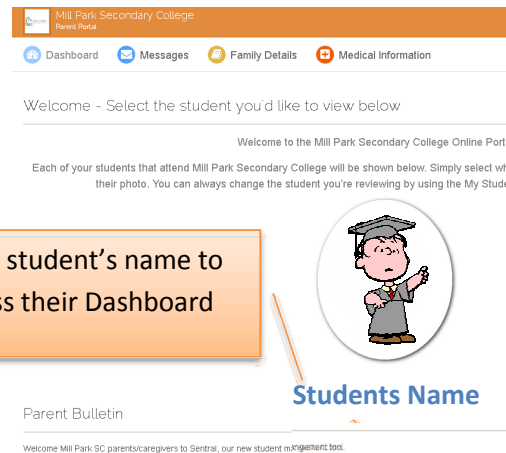 Mill Park Secondary College
Parent Portal
Dashboard Messages Family Details Medical Information
Welcome - Select the student you'd like to view below
Welcome to the Mill Park Secondary College Online Port
Each of your students that attend Mill Park Secondary College will be shown below. Simply select wh
their photo. You can always change the student you're reviewing by using the My Stude
student's name to
ss their Dashboard
Students Name
Parent Bulletin
Welcome Mill Park SC parents/caregivers to Sentral, our new student